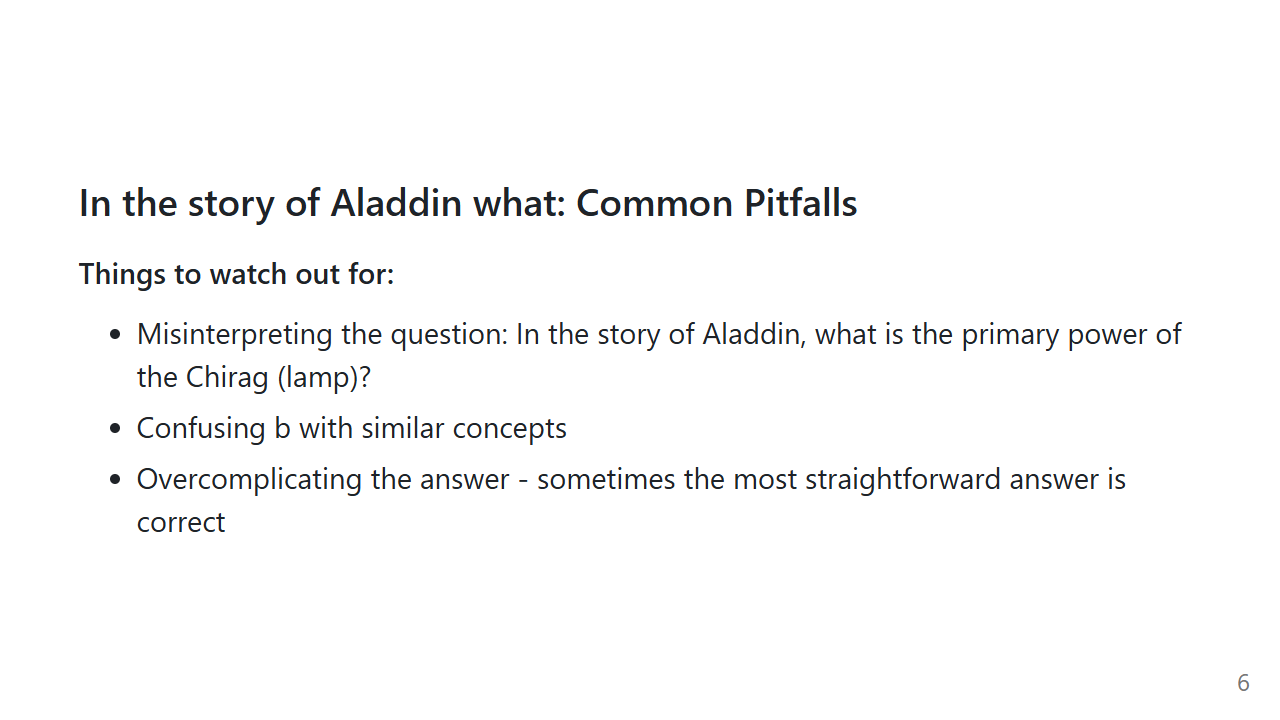 In the story of Aladdin what: Common Pitfalls
Things to watch out for:
• Misinterpreting the question: In the story of Aladdin, what is the primary power of
the Chirag (lamp)?
• Confusing b with similar concepts
• Overcomplicating the answer - sometimes the most straightforward answer is
correct
6